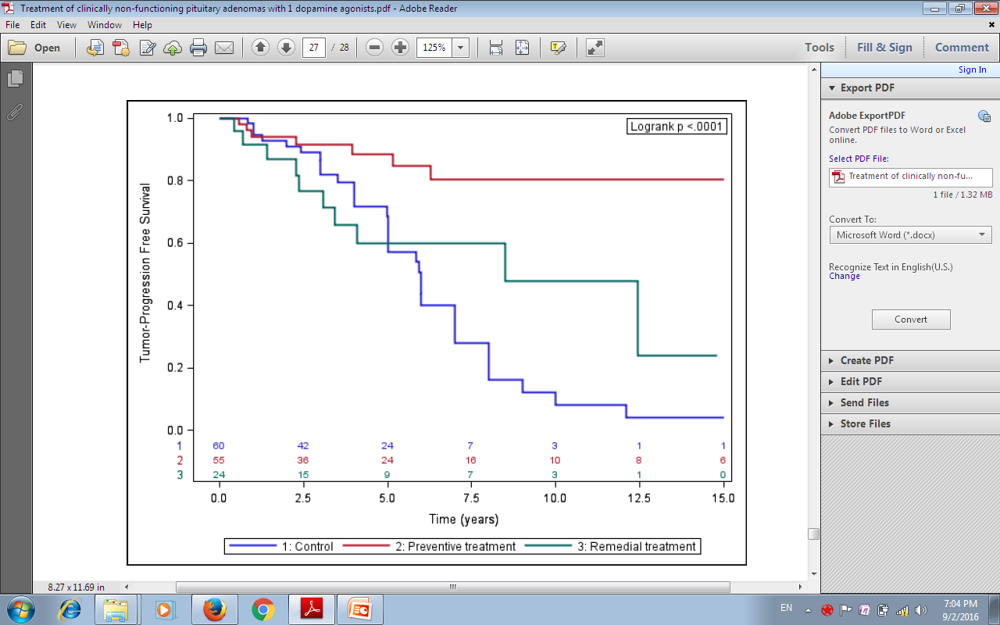 Treatment of clinically non-functioning pituitary adenomas with 1 dopamine agonists.pdf - Adobe Reader
File Edit View Window Help
Open 27 / 28 125% Tools Fill & Sign Comment
Sign In
Export PDF
Adobe ExportPDF
Convert PDF files to Word or Excel
online.
Select PDF File:
Treatment of clinically non-fu...
1 file / 1.32 MB
Convert To:
Microsoft Word (*.docx)
Recognize Text in English(U.S.)
Change
Convert
Create PDF
Edit PDF
Send Files
Store Files
Logrank p <.0001
Tumor-Progression Free Survival
1.0
0.8
0.6
0.4
0.2
0.0
1 60 42 24 7 3 1 1
2 55 36 24 16 10 8 6
3 24 15 9 7 3 1 0
0.0 2.5 5.0 7.5 10.0 12.5 15.0
Time (years)
1: Control 2: Preventive treatment 3: Remedial treatment
8.27 x 11.69 in
EN 7:04 PM
9/2/2016